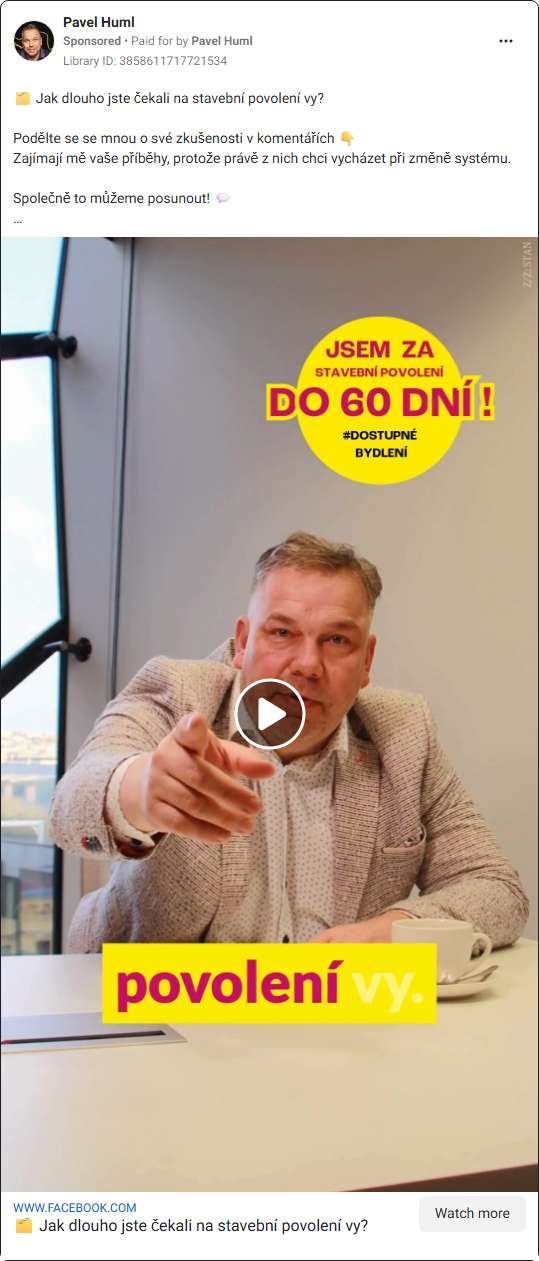 Pavel Huml
Sponsored • Paid for by Pavel Huml
Library ID: 3858611717721534
🗂️ Jak dlouho jste čekali na stavební povolení vy?
Podělte se se mnou o své zkušenosti v komentářích 👇
Zajímají mě vaše příběhy, protože právě z nich chci vycházet při změně systému.
Společně to můžeme posunout! 💬
...
Z/Z: STAN
JSEM ZA
STAVEBNÍ POVOLENÍ
DO 60 DNÍ !
#DOSTUPNÉ
BYDLENÍ
povolení vy.
WWW.FACEBOOK.COM
🗂️ Jak dlouho jste čekali na stavební povolení vy?
Watch more